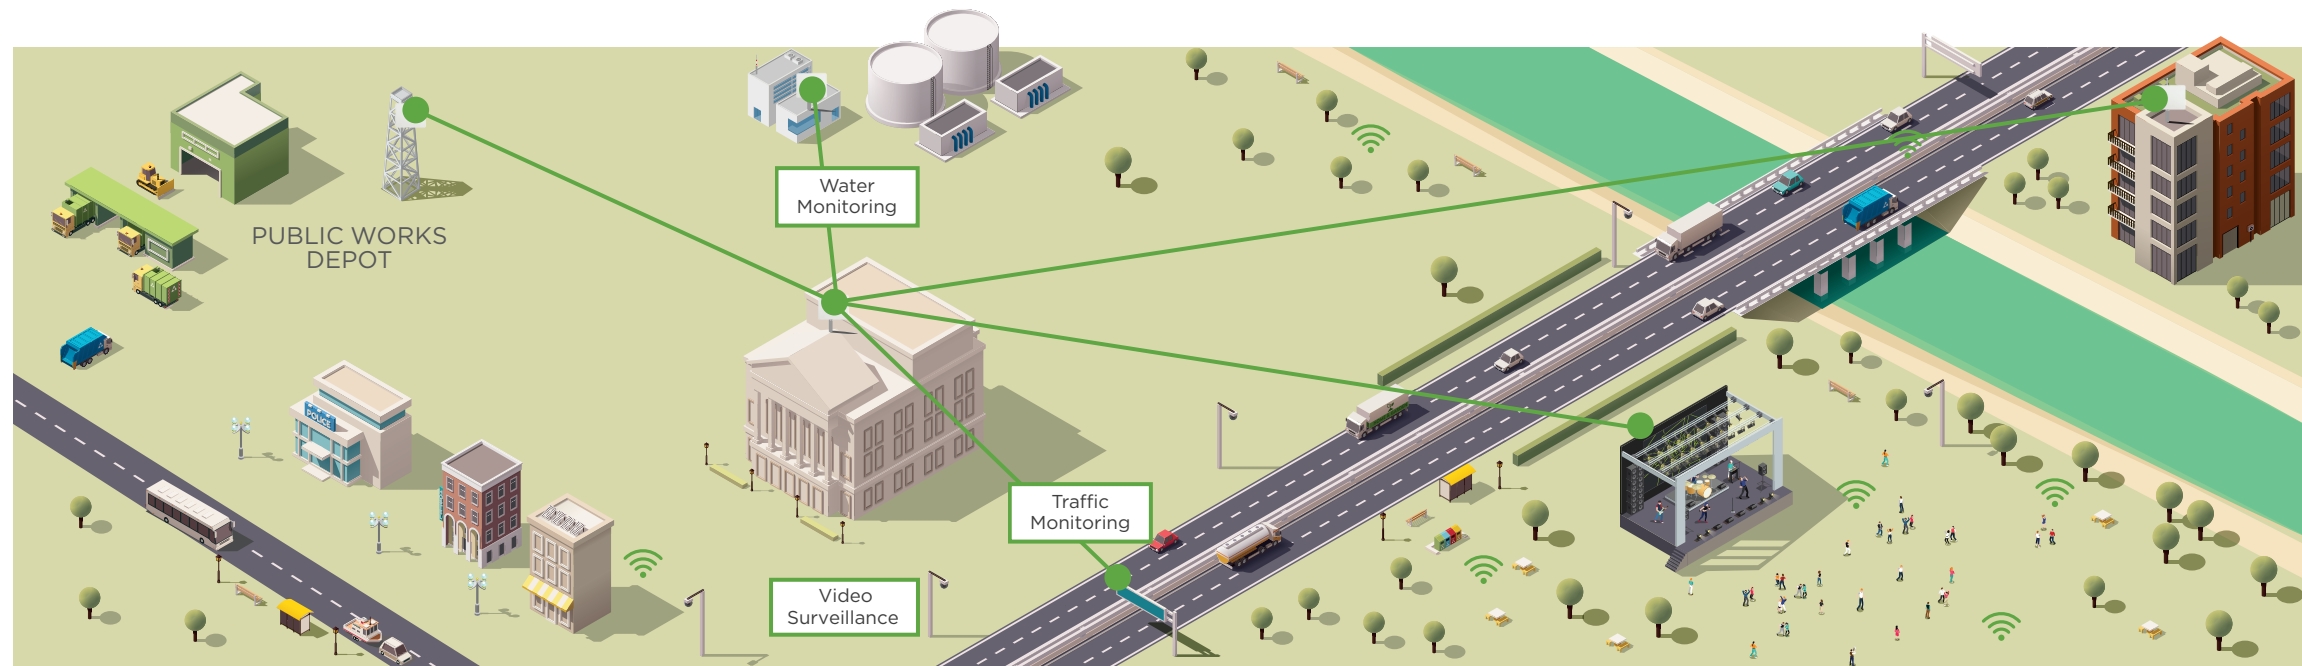 Water
Monitoring
PUBLIC WORKS
DEPOT
POLICE
Traffic
Monitoring
Video
Surveillance